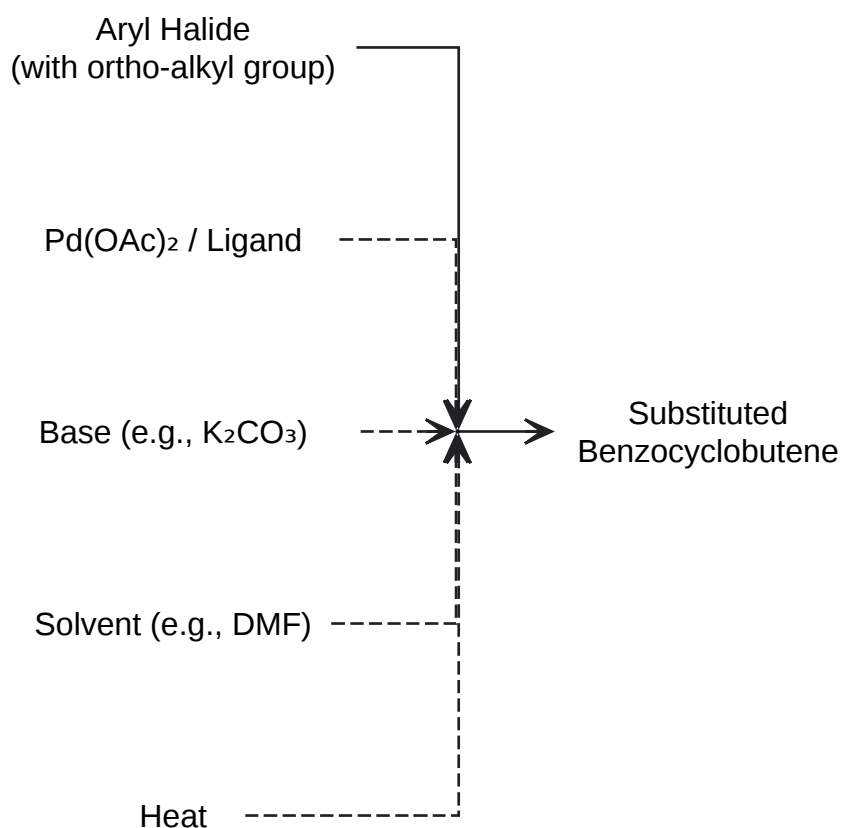 Aryl Halide
(with ortho-alkyl group)
Pd(OAc)₂ / Ligand
Base (e.g., K₂CO₃)
Substituted
Benzocyclobutene
Solvent (e.g., DMF)
Heat